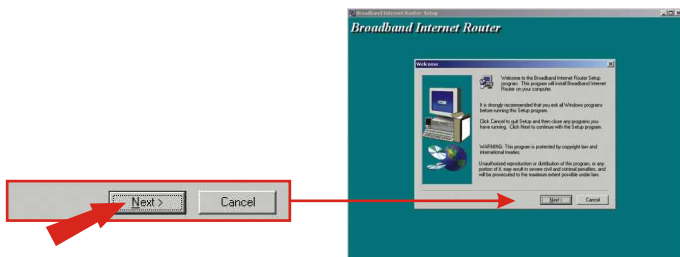 Broadband Internet Router Setup
Broadband Internet Router
Welcome
Welcome to the Broadband Internet Router Setup
program. This program will install Broadband Internet
Router on your computer.
It is strongly recommended that you exit all Windows programs
before running this Setup program.
Click Cancel to quit Setup and then close any programs you
have running. Click Next to continue with the Setup program.
WARNING: This program is protected by copyright law and
international treaties.
Unauthorized reproduction or distribution of this program, or any
portion of it, may result in severe civil and criminal penalties, and
will be prosecuted to the maximum extent possible under law.
Next > Cancel
Next > Cancel